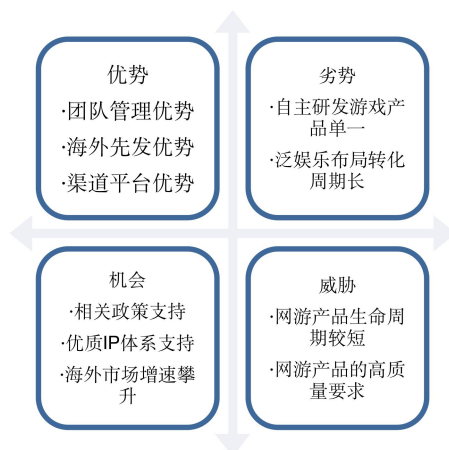 优势
·团队管理优势
·海外先发优势
·渠道平台优势
劣势
·自主研发游戏产
品单一
·泛娱乐布局转化
周期长
机会
·相关政策支持
·优质IP体系支持
·海外市场增速攀
升
威胁
·网游产品生命周
期较短
·网游产品的高质
量要求